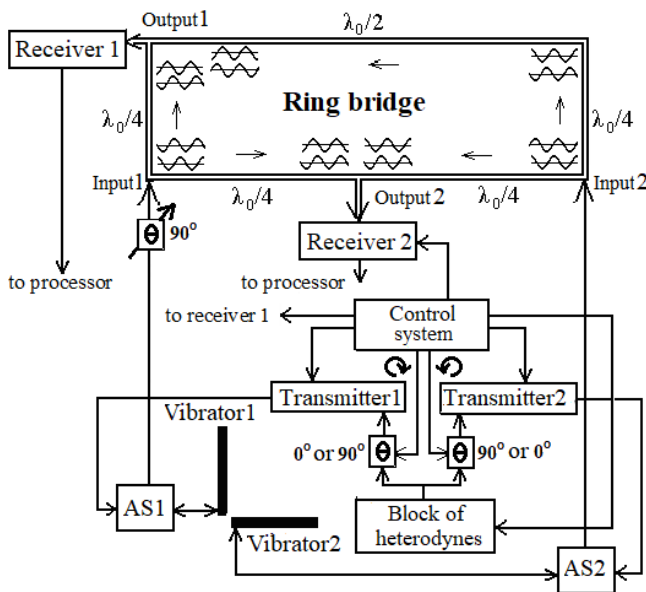 Output1
λ₀/2
Receiver 1
Ring bridge
λ₀/4
λ₀/4
Input1
λ₀/4
Output2
λ₀/4
Input2
θ
90°
Receiver 2
to processor
to processor
to receiver 1
Control
system
Transmitter1
Transmitter2
Vibrator1
0° or 90°
θ
θ
90° or 0°
AS1
Block of
heterodynes
Vibrator2
AS2